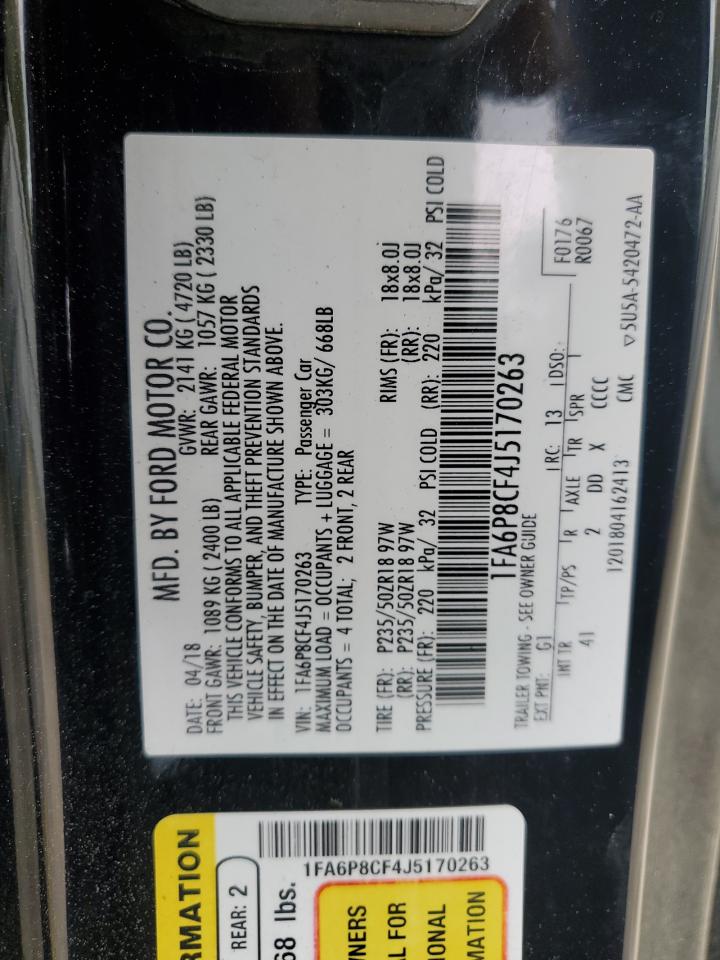 MFD. BY FORD MOTOR CO.
DATE: 04/18 GVWR: 2141 KG ( 4720 LB)
FRONT GAWR: 1089 KG ( 2400 LB) REAR GAWR: 1057 KG ( 2330 LB)
THIS VEHICLE CONFORMS TO ALL APPLICABLE FEDERAL MOTOR
VEHICLE SAFETY, BUMPER, AND THEFT PREVENTION STANDARDS
IN EFFECT ON THE DATE OF MANUFACTURE SHOWN ABOVE.
VIN: 1FA6P8CF4J5170263 TYPE: Passenger Car
MAXIMUM LOAD = OCCUPANTS + LUGGAGE = 303KG/ 668LB
OCCUPANTS = 4 TOTAL; 2 FRONT, 2 REAR
TIRE (FR): P235/50ZR18 97W RIMS (FR): 18x8.0J
(RR): P235/50ZR18 97W (RR): 18x8.0J
PRESSURE (FR): 220 kPa/ 32 PSI COLD (RR): 220 kPa/ 32 PSI COLD
1FA6P8CF4J5170263
TRAILER TOWING - SEE OWNER GUIDE
EXT PNT: G1 RC: 13 DSO: F0176
R0067
INT TR TP/PS R AXLE TR SPR
41 2 DD X CCCC
1201804162413 CMC ▽5U5A-5420472-AA
RMATION
REAR: 2
68 lbs.
1FA6P8CF4J5170263
WNERS
AL FOR
IONAL
MATION